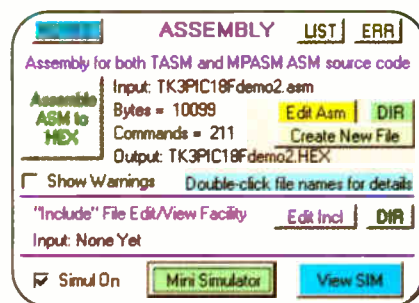 ASSEMBLY LIST ERR
Assembly for both TASM and MPASM ASM source code
Assemble ASM to HEX
Input: TK3PIC18Fdemo2.asm
Bytes = 10099
Edit Asm DIR
Commands = 211
Create New File
Output: TK3PIC18Fdemo2.HEX
Show Warnings Double-click file names for details
"Include" File Edit/View Facility Edit Incl DIR
Input: None Yet
Simul On Mini Simulator View SIM